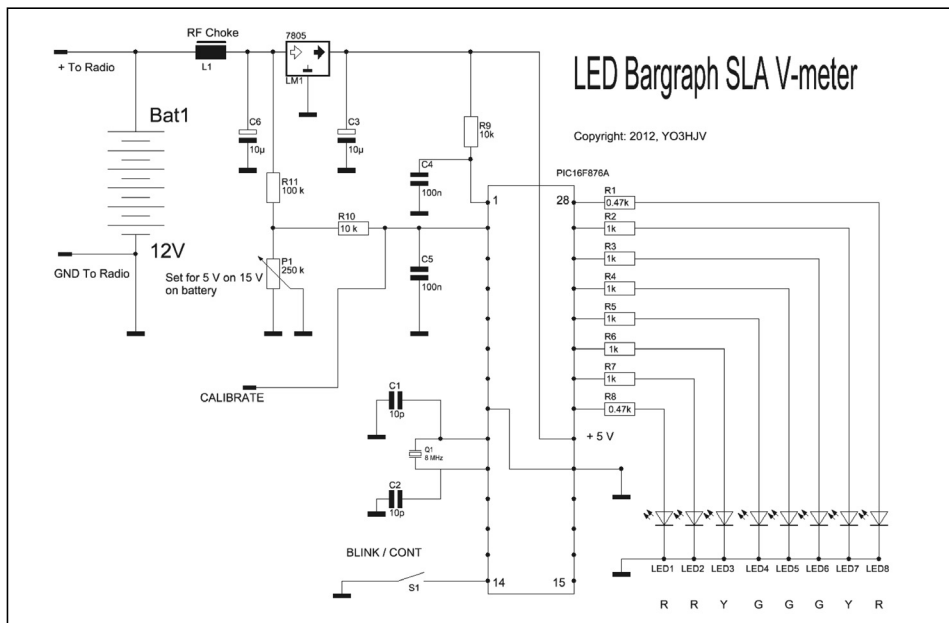 RF Choke
L1
+ To Radio
7805
LM1
LED Bargraph SLA V-meter
Copyright: 2012, YO3HJV
Bat1
12V
GND To Radio
C6
10µ
C3
10µ
R9
10k
C4
100n
R11
100 k
R10
10 k
P1
250 k
Set for 5 V on 15 V
on battery
C5
100n
CALIBRATE
PIC16F876A
1
28
14
15
R1
0.47k
R2
1k
R3
1k
R4
1k
R5
1k
R6
1k
R7
1k
R8
0.47k
+ 5 V
C1
10p
Q1
8 MHz
C2
10p
BLINK / CONT
S1
LED1 LED2 LED3 LED4 LED5 LED6 LED7 LED8
R R Y G G G Y R